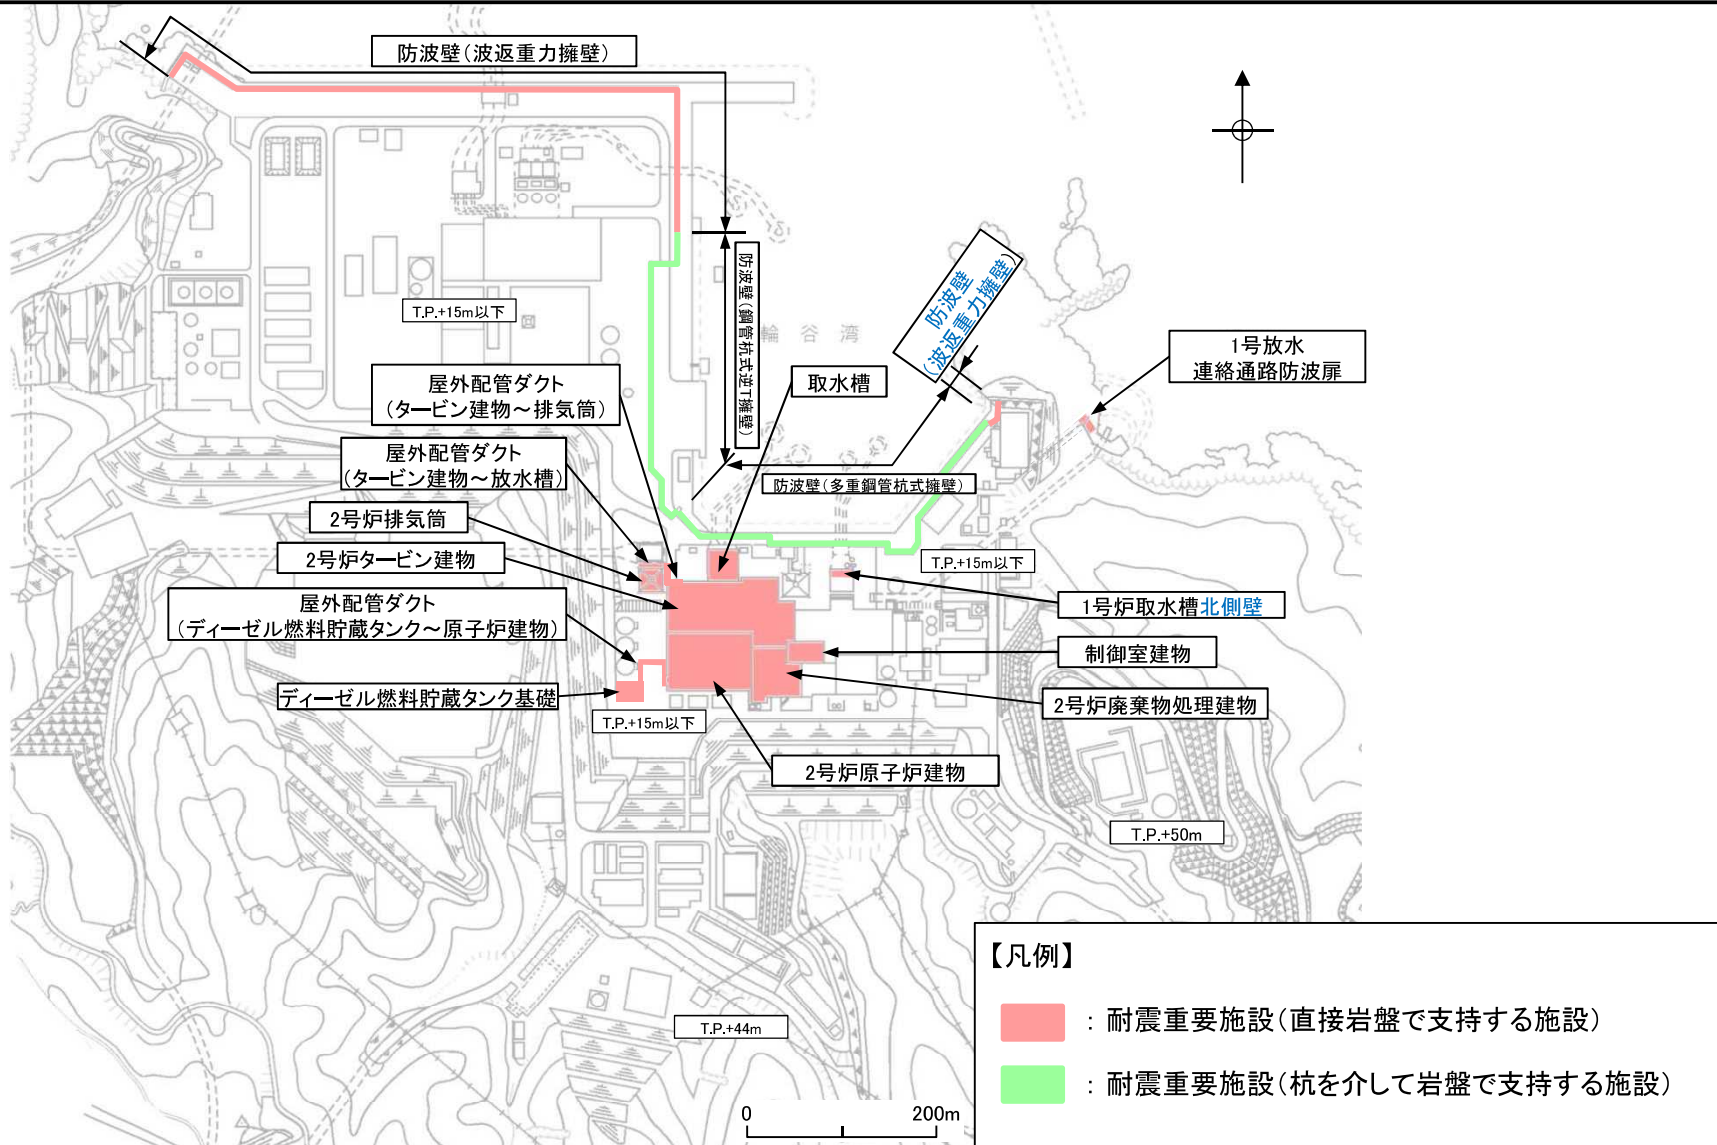 防波壁(波返重力擁壁)
防波壁(鋼管杭式逆T擁壁)
防波壁
(波返重力擁壁)
輪谷湾
T.P.+15m以下
1号放水
連絡通路防波扉
取水槽
屋外配管ダクト
(タービン建物～排気筒)
屋外配管ダクト
(タービン建物～放水槽)
防波壁(多重鋼管杭式擁壁)
2号炉排気筒
2号炉タービン建物
T.P.+15m以下
屋外配管ダクト
(ディーゼル燃料貯蔵タンク～原子炉建物)
1号炉取水槽北側壁
制御室建物
ディーゼル燃料貯蔵タンク基礎
2号炉廃棄物処理建物
T.P.+15m以下
2号炉原子炉建物
T.P.+50m
T.P.+44m
【凡例】
：耐震重要施設(直接岩盤で支持する施設)
：耐震重要施設(杭を介して岩盤で支持する施設)
0 200m